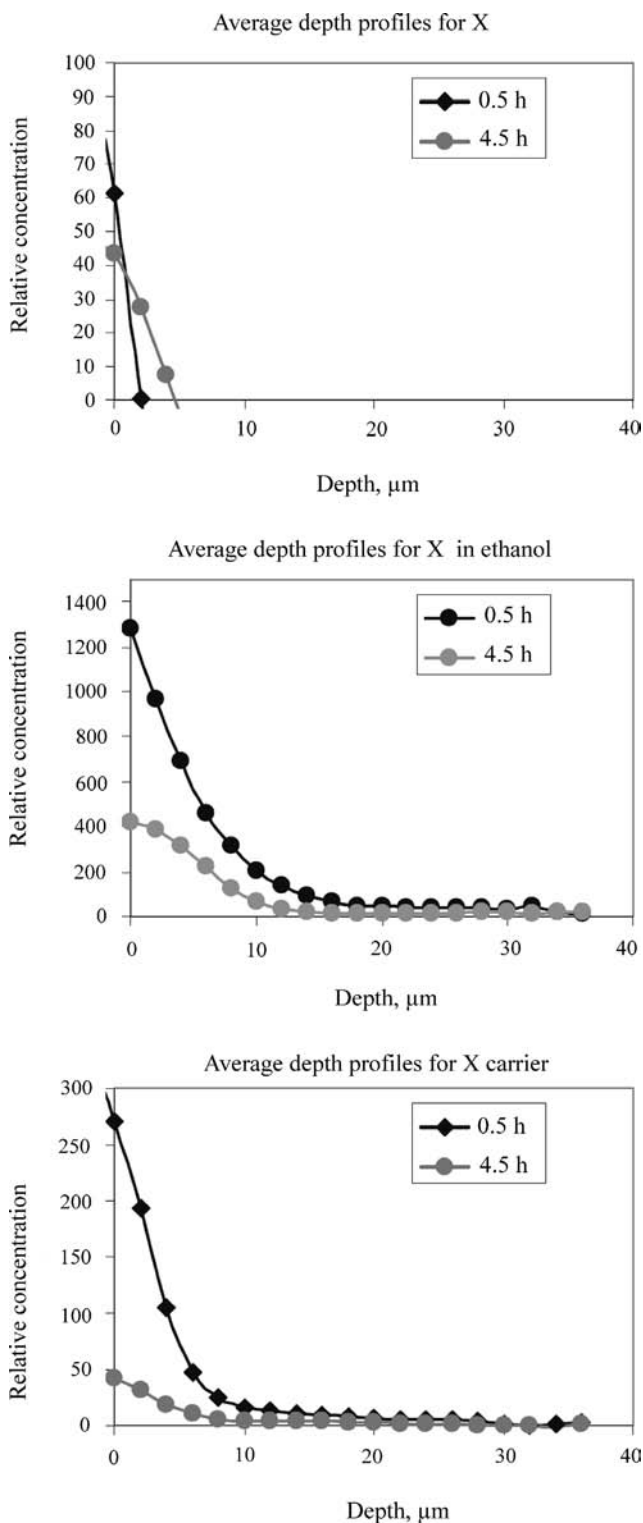 Average depth profiles for X
100
90
80
70
60
50
40
30
20
10
0
Relative concentration
0.5 h
4.5 h
0
10
20
30
40
Depth, µm
Average depth profiles for X in ethanol
1400
1200
1000
800
600
400
200
0
Relative concentration
0.5 h
4.5 h
0
10
20
30
40
Depth, µm
Average depth profiles for X carrier
300
250
200
150
100
50
0
Relative concentration
0.5 h
4.5 h
0
10
20
30
40
Depth, µm